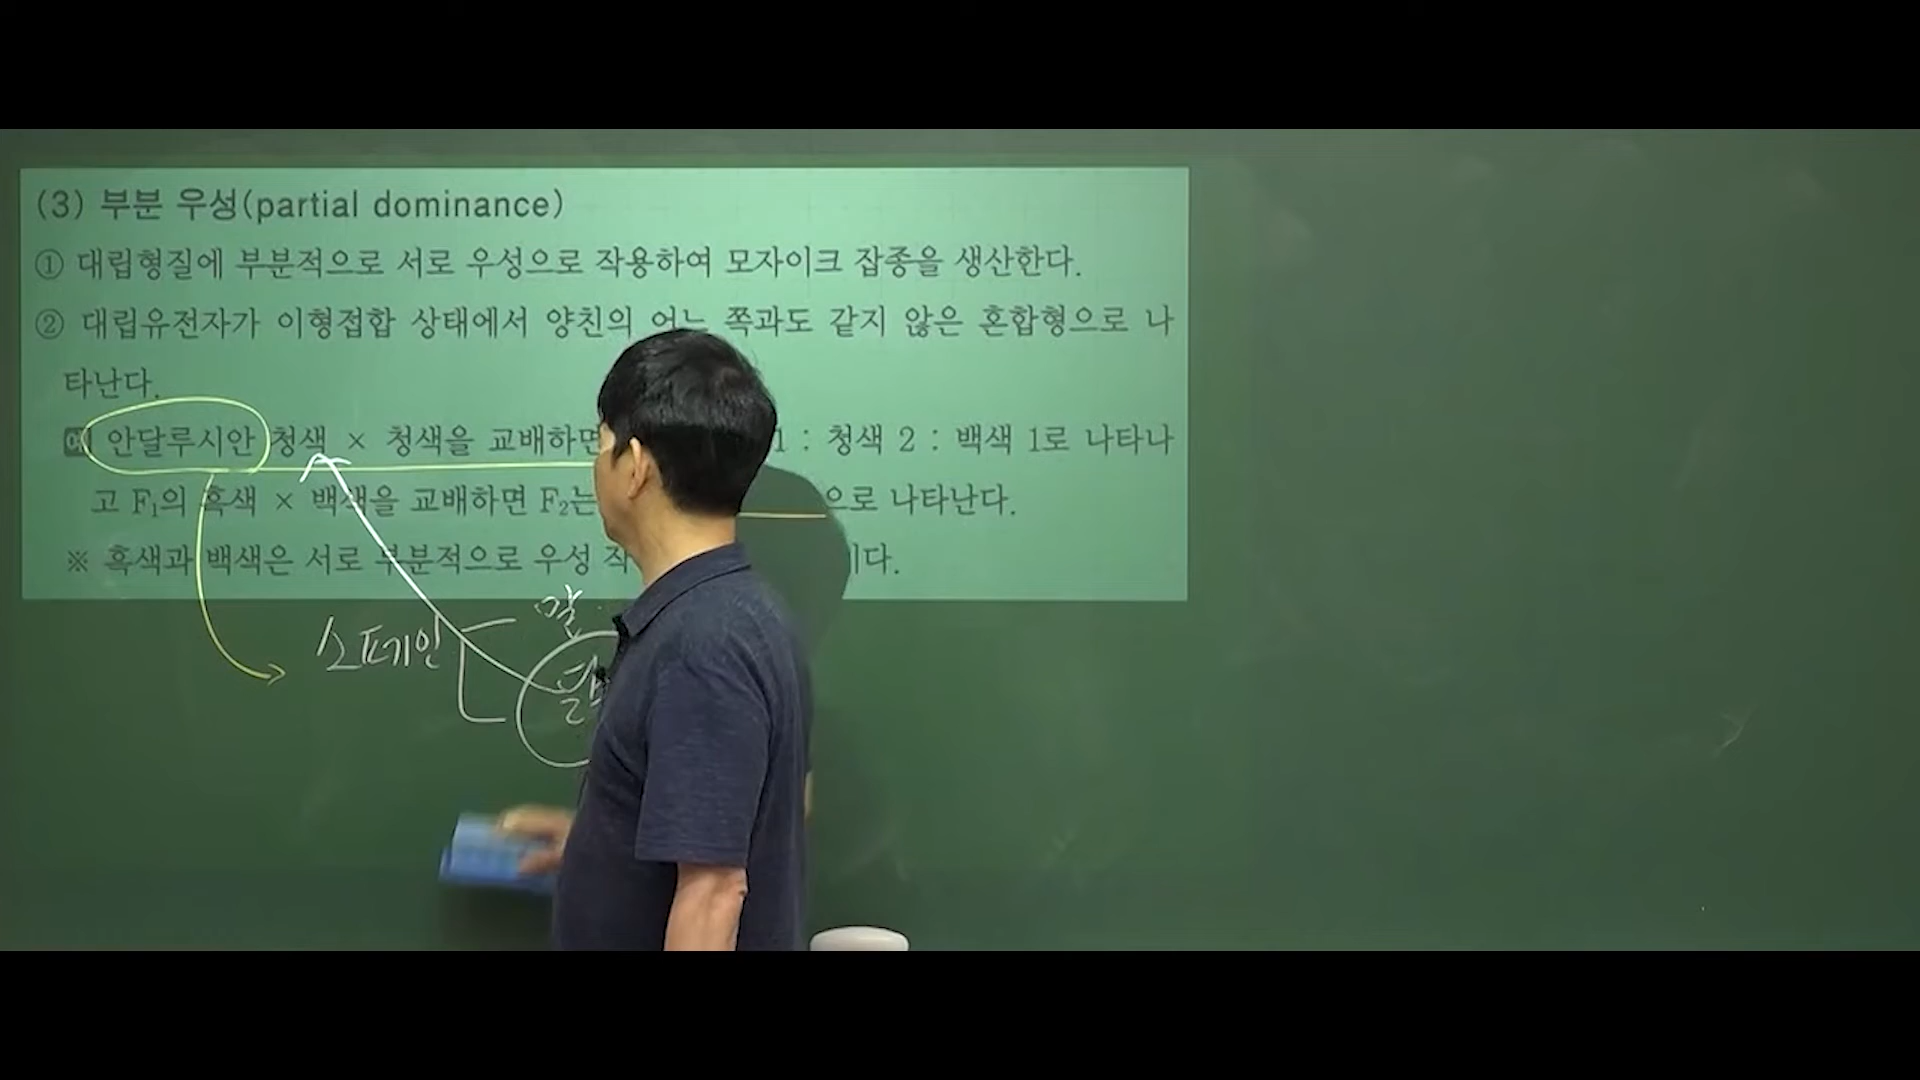 (3) 부분 우성(partial dominance)
① 대립형질에 부분적으로 서로 우성으로 작용하여 모자이크 잡종을 생산한다.
② 대립유전자가 이형접합 상태에서 양친의 어느 쪽과도 같지 않은 혼합형으로 나
타난다.
예 안달루시안 청색 × 청색을 교배하면 1 : 청색 2 : 백색 1로 나타나
고 F₁의 흑색 × 백색을 교배하면 F₂는 으로 나타난다.
※ 흑색과 백색은 서로 부분적으로 우성 작 이다.
말
스페인